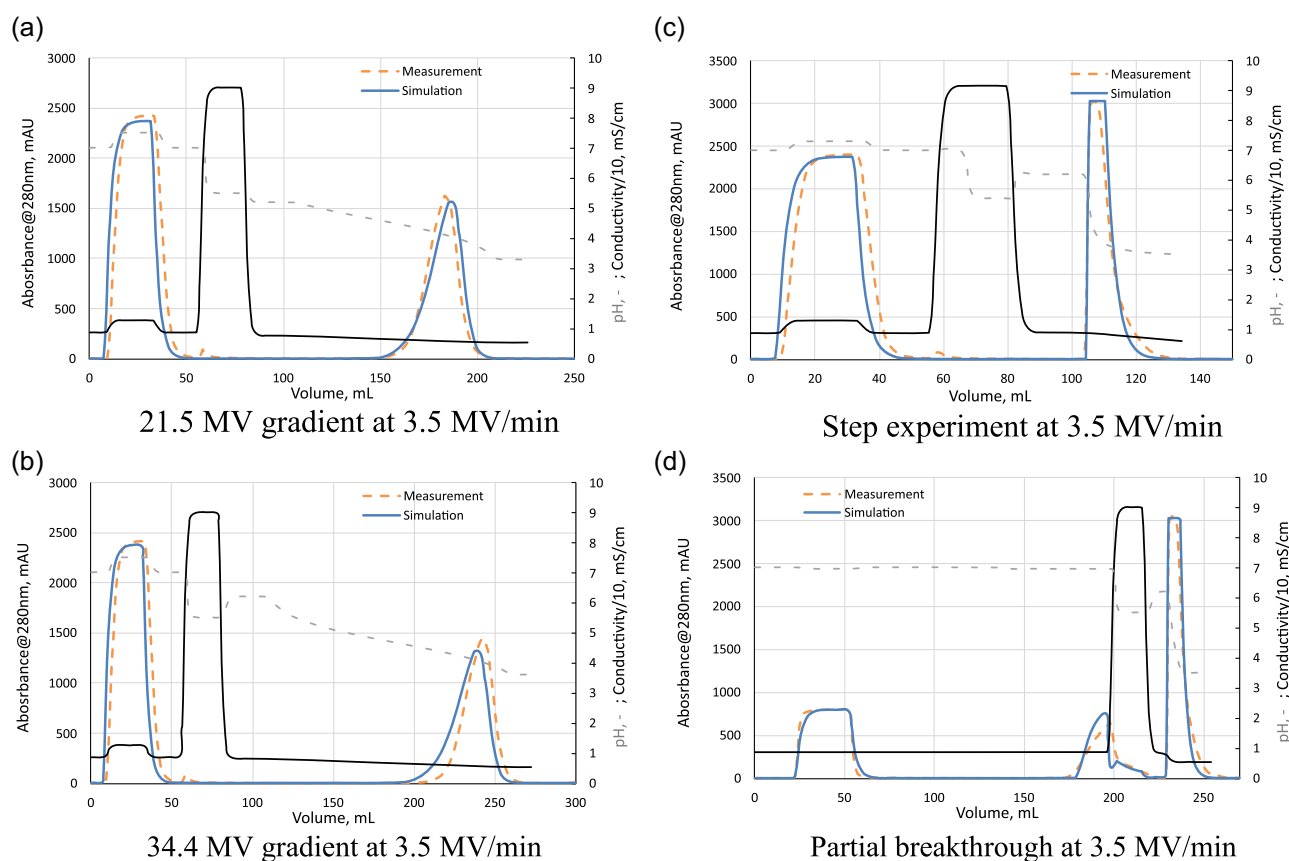 (a)
3000
2500
2000
1500
1000
500
0
Abosrbance@280nm, mAU
Measurement
Simulation
10
9
8
7
6
5
4
3
2
1
0
pH, - ; Conductivity/10, mS/cm
0 50 100 150 200 250
Volume, mL
21.5 MV gradient at 3.5 MV/min
(c)
3500
3000
2500
2000
1500
1000
500
0
Abosrbance@280nm, mAU
Measurement
Simulation
10
9
8
7
6
5
4
3
2
1
0
pH, - ; Conductivity/10, mS/cm
0 20 40 60 80 100 120 140
Volume, mL
Step experiment at 3.5 MV/min
(b)
3000
2500
2000
1500
1000
500
0
Abosrbance@280nm, mAU
Measurement
Simulation
10
9
8
7
6
5
4
3
2
1
0
pH, - ; Conductivity/10, mS/cm
0 50 100 150 200 250 300
Volume, mL
34.4 MV gradient at 3.5 MV/min
(d)
3500
3000
2500
2000
1500
1000
500
0
Abosrbance@280nm, mAU
Measurement
Simulation
10
9
8
7
6
5
4
3
2
1
0
pH, - ; Conductivity/10, mS/cm
0 50 100 150 200 250
Volume, mL
Partial breakthrough at 3.5 MV/min